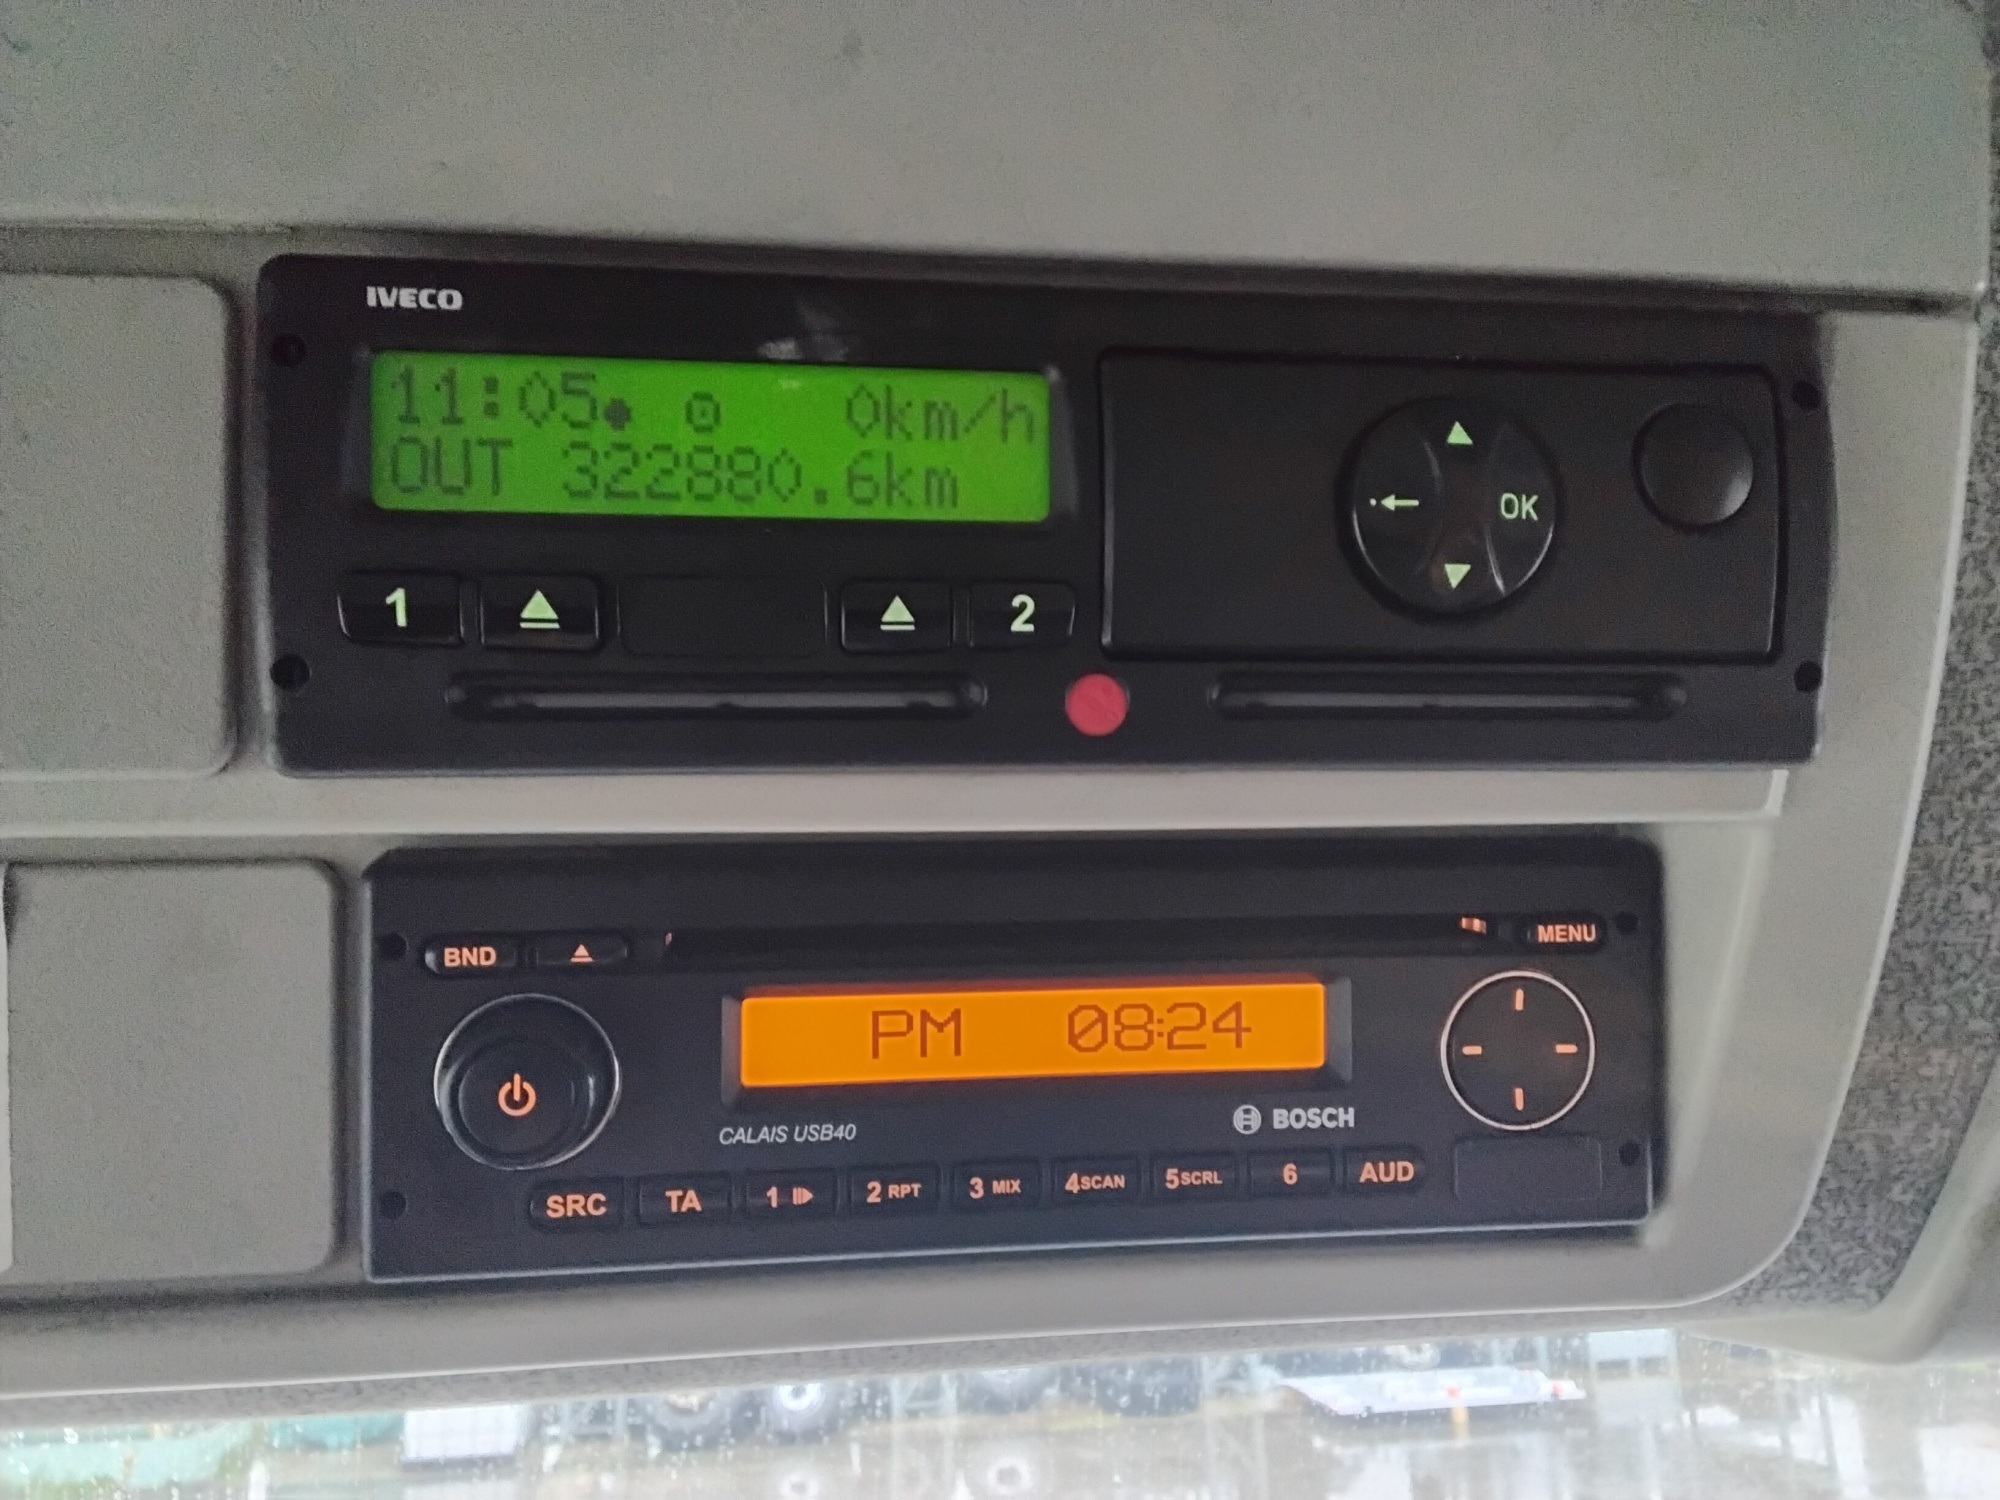 IVECO
11:05 0km/h
OUT 322880.6km
OK
1 2
BND MENU
PM 08:24
CALAIS USB40 BOSCH
SRC TA 1 2 RPT 3 MIX 4SCAN 5SCRL 6 AUD